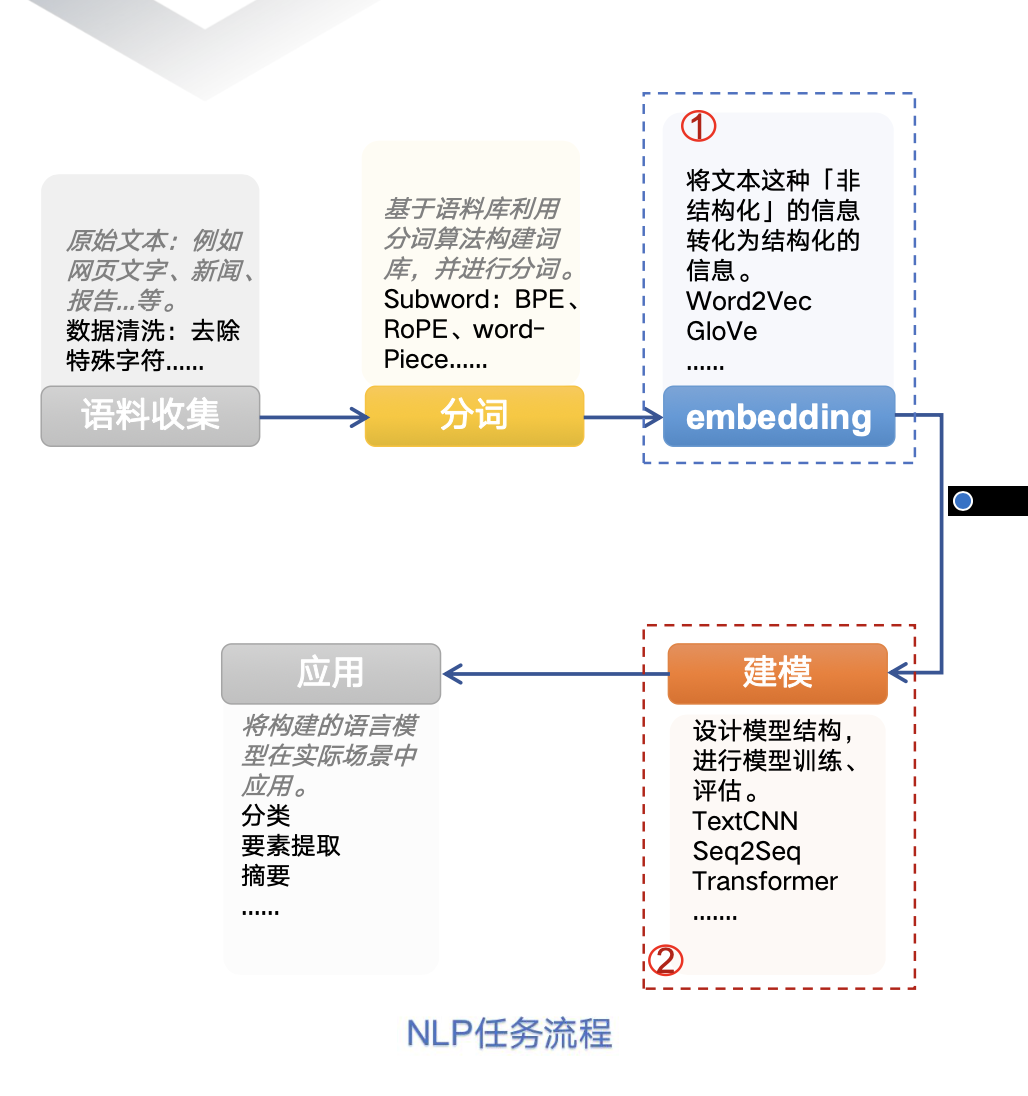 原始文本：例如
网页文字、新闻、
报告...等。
数据清洗：去除
特殊字符......
语料收集
基于语料库利用
分词算法构建词
库，并进行分词。
Subword：BPE、
RoPE、word-
Piece......
分词
①
将文本这种「非
结构化」的信息
转化为结构化的
信息。
Word2Vec
GloVe
......
embedding
建模
设计模型结构，
进行模型训练、
评估。
TextCNN
Seq2Seq
Transformer
.......
②
应用
将构建的语言模
型在实际场景中
应用。
分类
要素提取
摘要
......
NLP任务流程